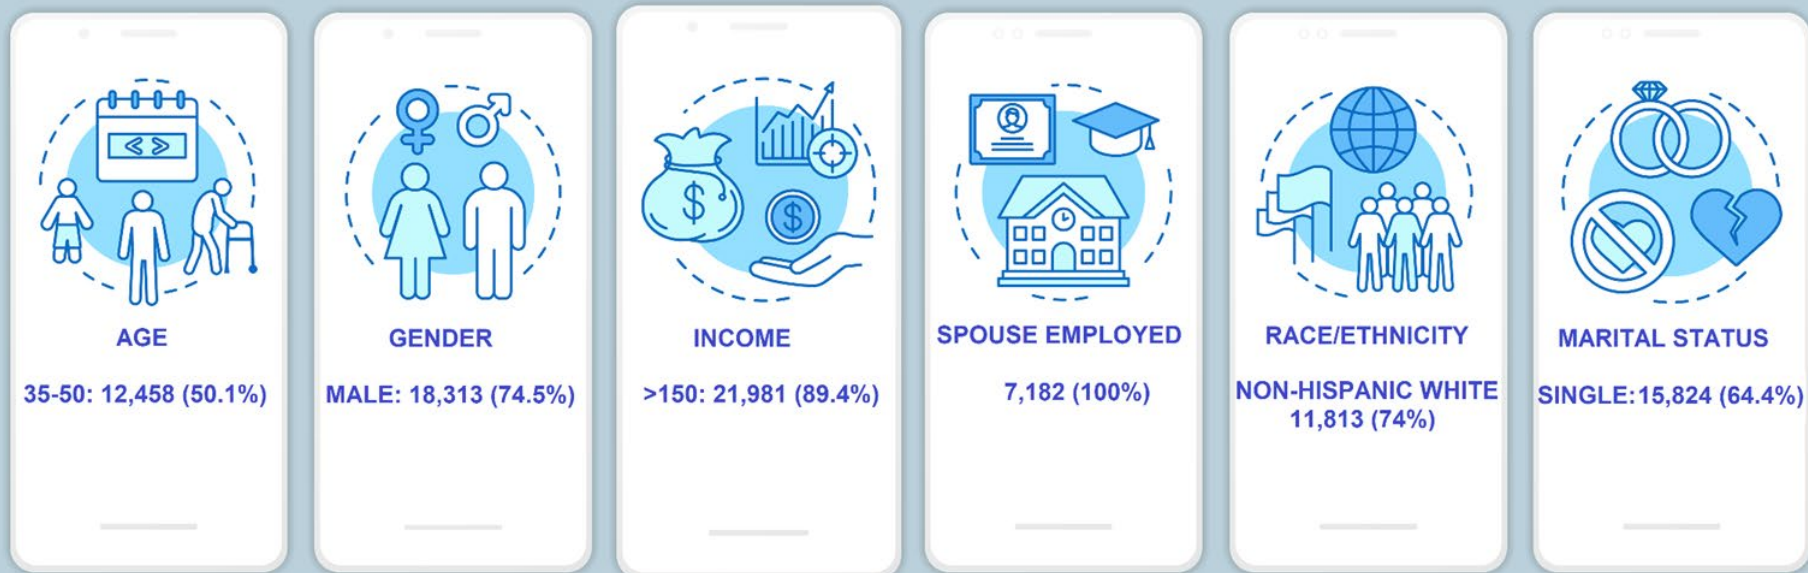 AGE
35-50: 12,458 (50.1%)
GENDER
MALE: 18,313 (74.5%)
INCOME
>150: 21,981 (89.4%)
SPOUSE EMPLOYED
7,182 (100%)
RACE/ETHNICITY
NON-HISPANIC WHITE
11,813 (74%)
MARITAL STATUS
SINGLE:15,824 (64.4%)